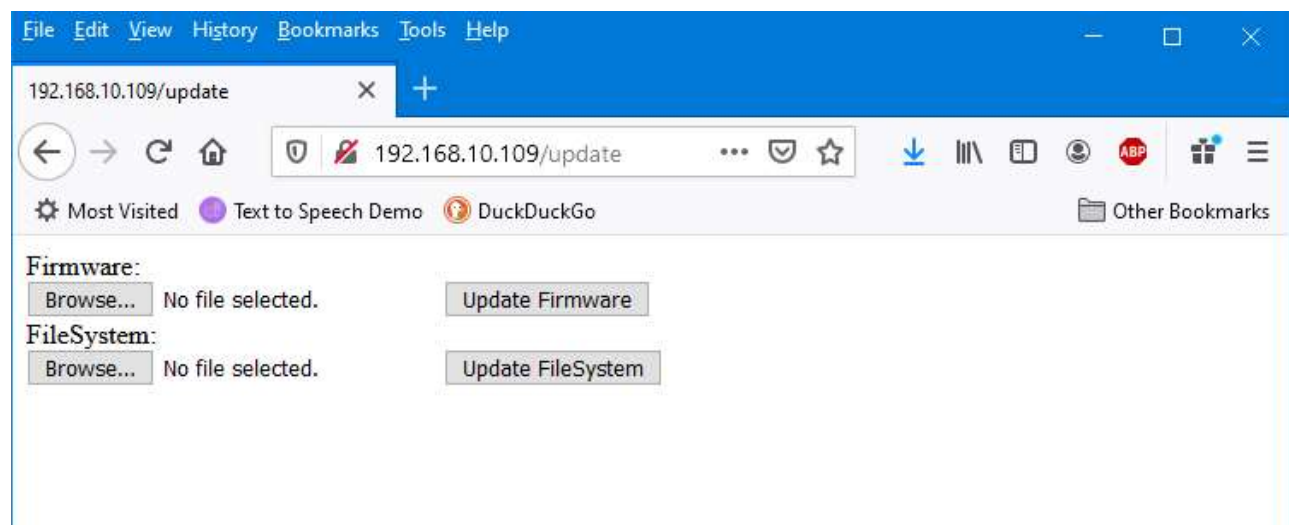 File Edit View History Bookmarks Tools Help
192.168.10.109/update
192.168.10.109/update
ABP
Most Visited Text to Speech Demo DuckDuckGo Other Bookmarks
Firmware:
Browse... No file selected. Update Firmware
FileSystem:
Browse... No file selected. Update FileSystem